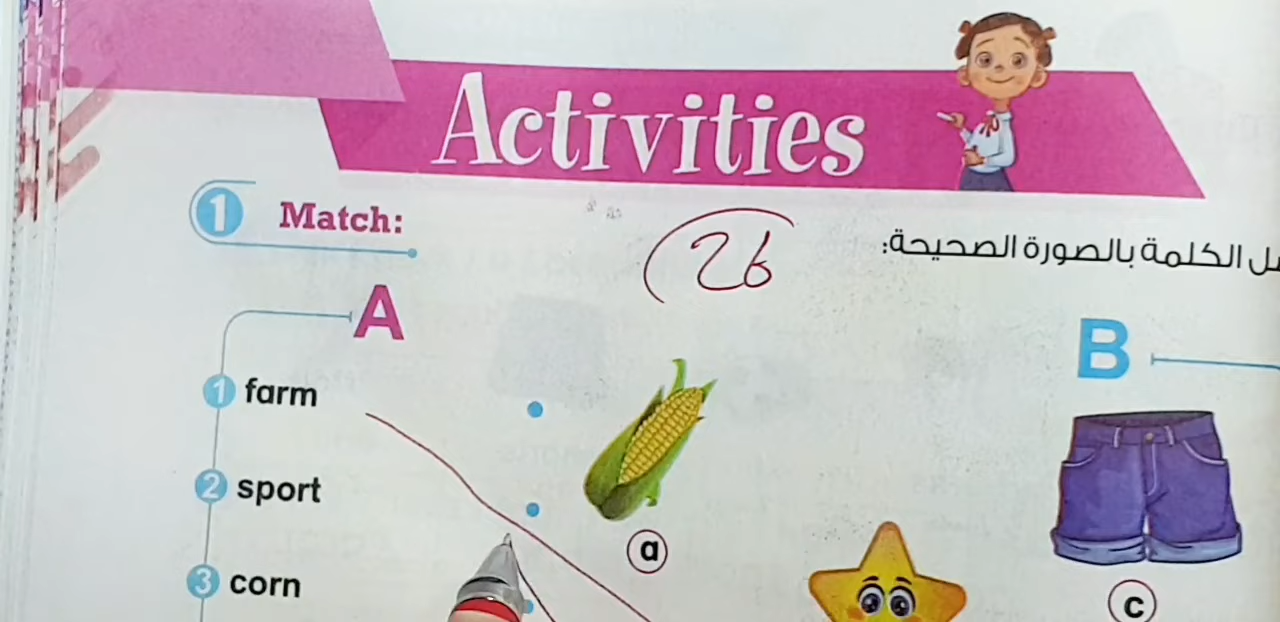 Activities
1 Match:
26
الكلمة بالصورة الصحيحة:
A
B
1 farm
2 sport
3 corn
a
c